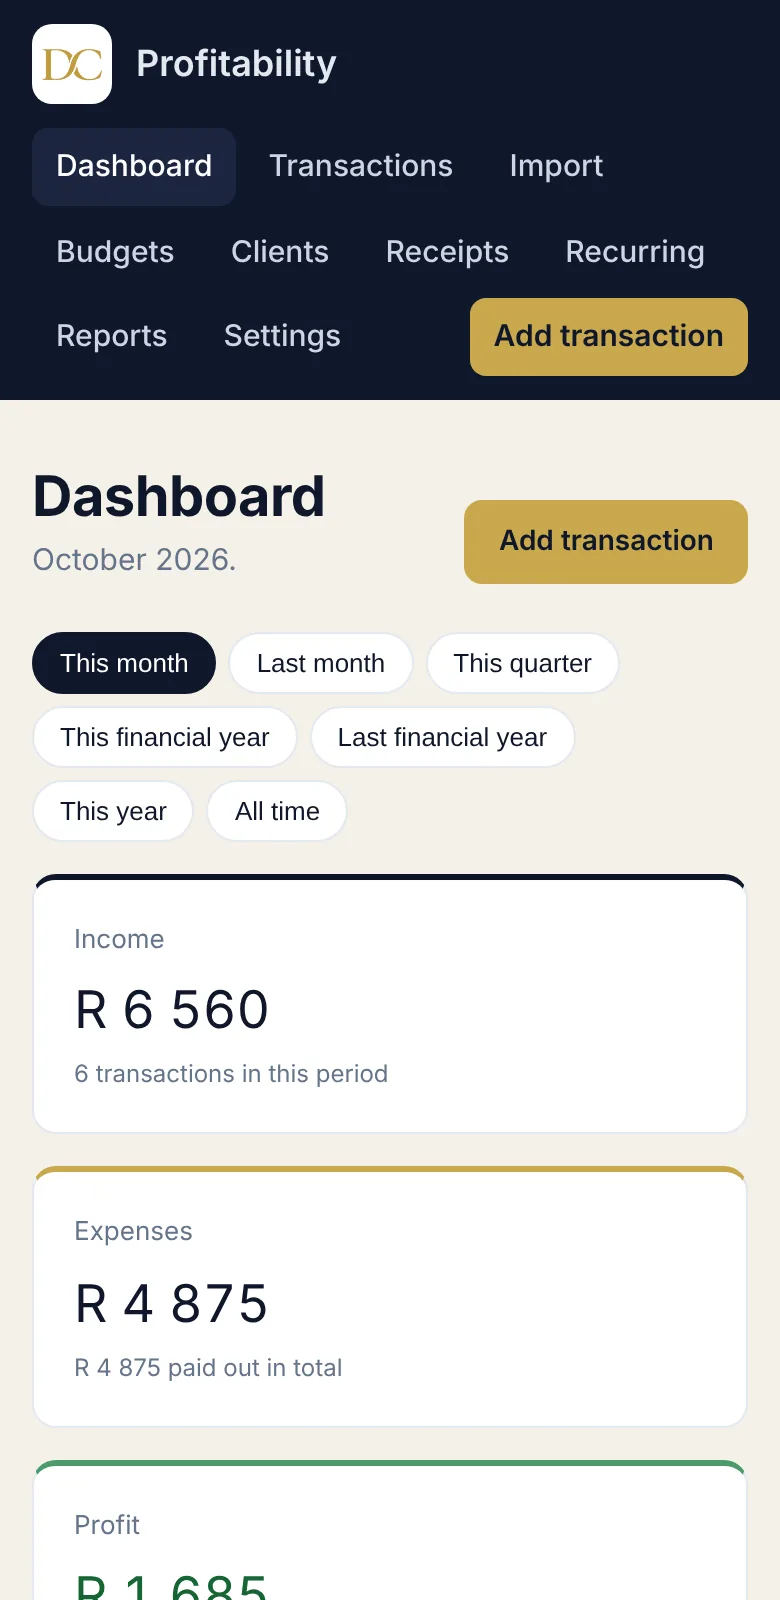 DC Profitability
Dashboard Transactions Import
Budgets Clients Receipts Recurring
Reports Settings Add transaction
Dashboard
October 2026.
Add transaction
This month Last month This quarter
This financial year Last financial year
This year All time
Income
R 6 560
6 transactions in this period
Expenses
R 4 875
R 4 875 paid out in total
Profit
R 1 685